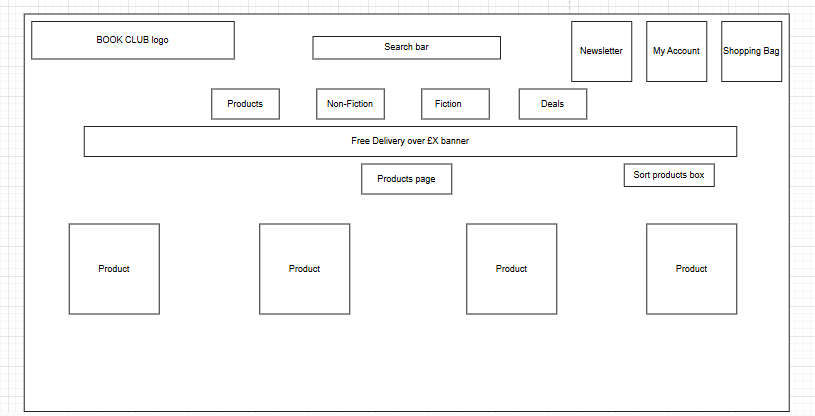 BOOK CLUB logo
Search bar
Newsletter
My Account
Shopping Bag
Products
Non-Fiction
Fiction
Deals
Free Delivery over £X banner
Products page
Sort products box
Product
Product
Product
Product